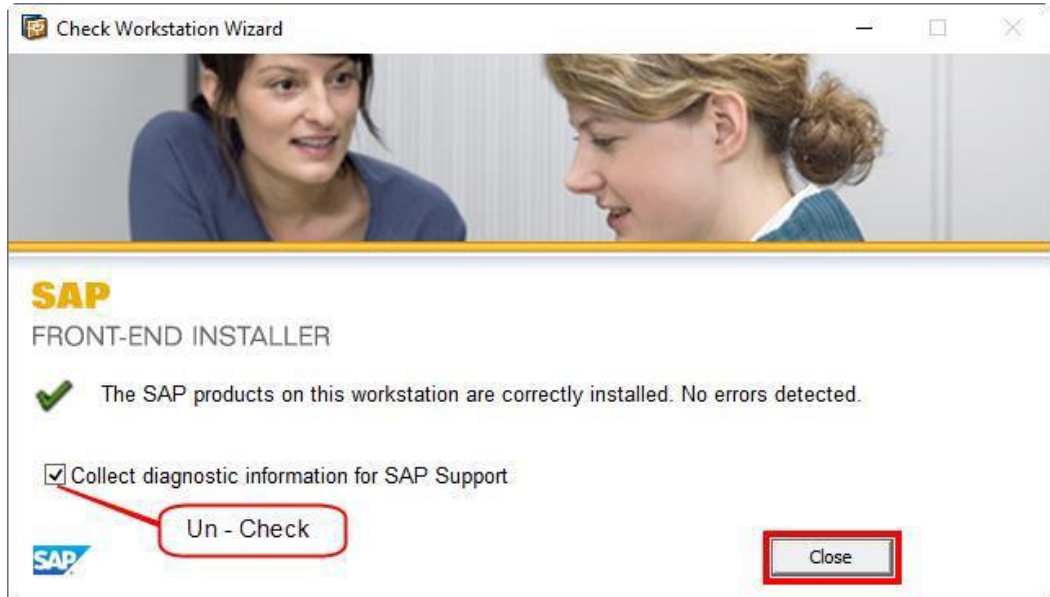 Check Workstation Wizard
SAP
FRONT-END INSTALLER
The SAP products on this workstation are correctly installed. No errors detected.
Collect diagnostic information for SAP Support
Un - Check
SAP
Close